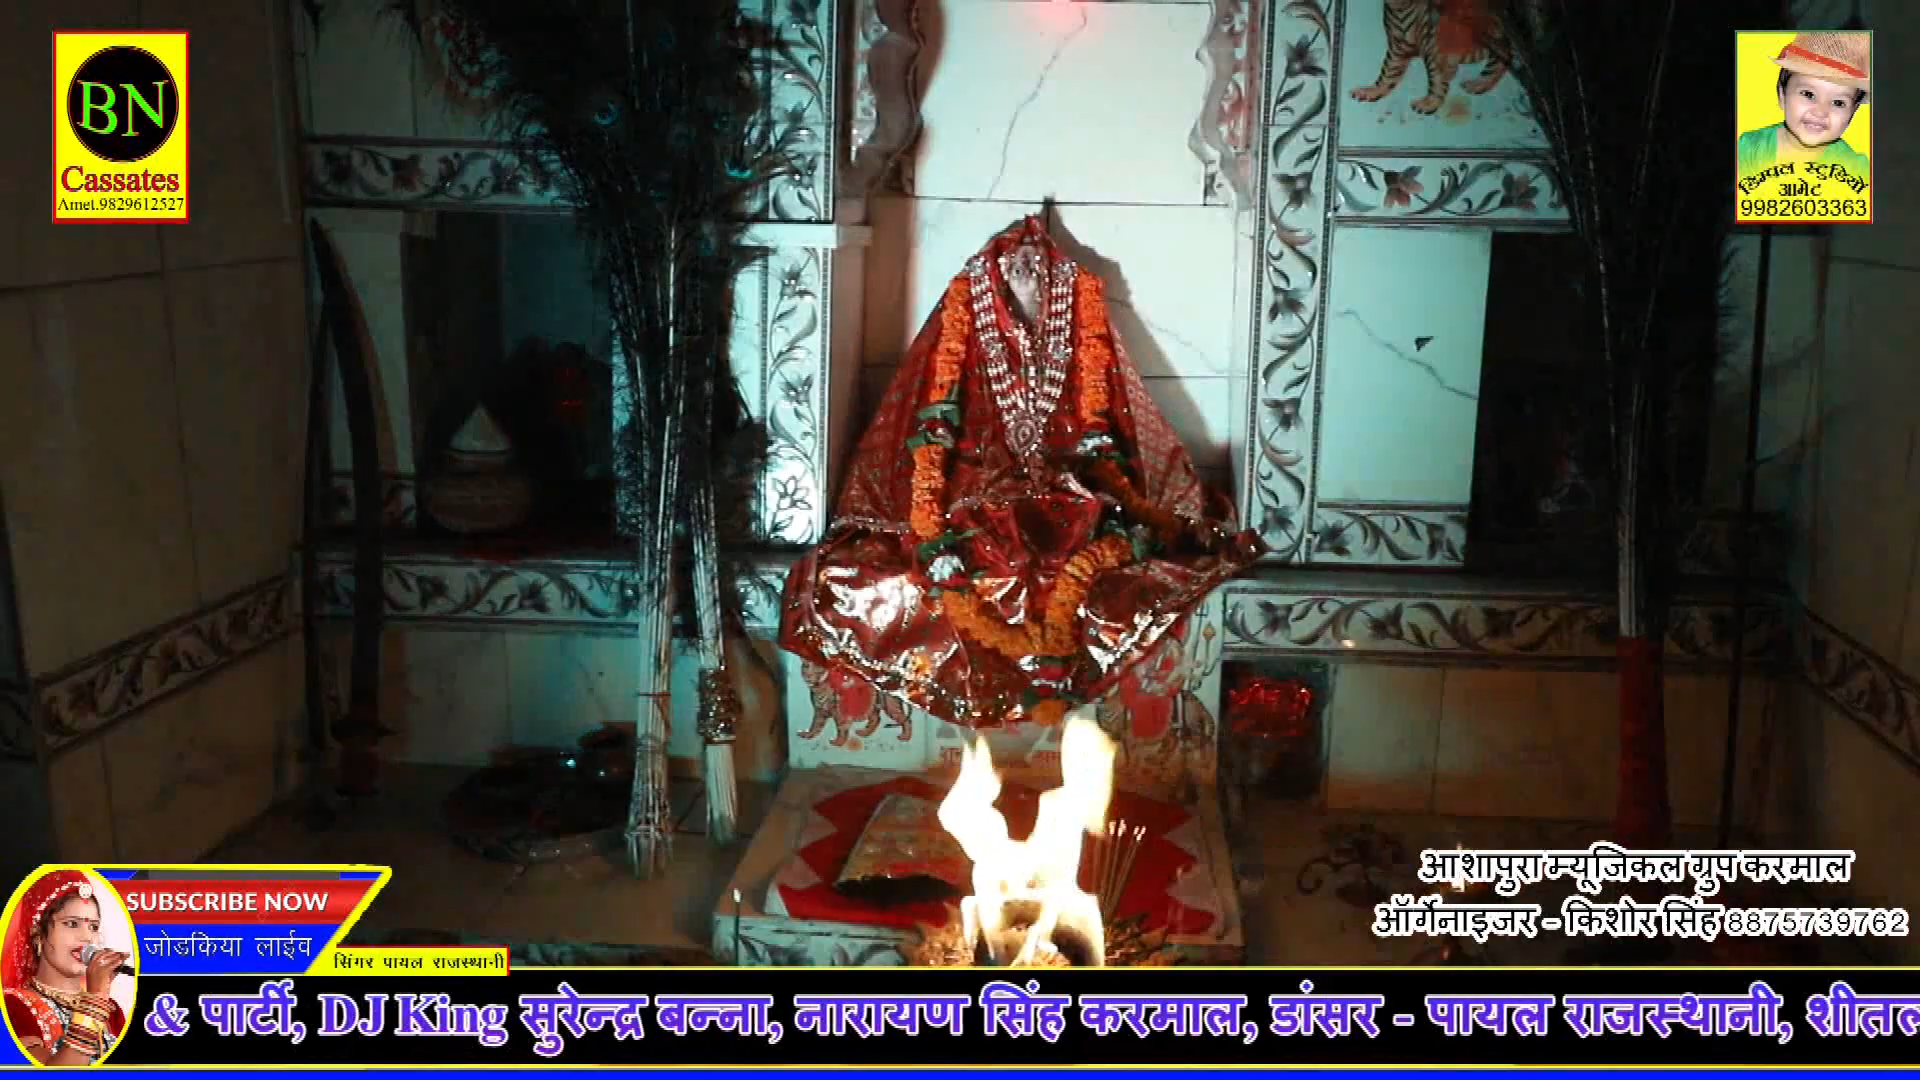 BN
Cassates
Amet.9829612527
डिम्पल स्टुडियों
आमेट
9982603363
आशापुरा म्यूजिकल ग्रुप करमाल
ऑर्गेनाइजर - किशोर सिंह 8875739762
SUBSCRIBE NOW
जोडकिया लाईव
सिंगर पायल राजस्थानी
& पार्टी, DJ King सुरेन्द्र बन्ना, नारायण सिंह करमाल, डांसर - पायल राजस्थानी, शीतल